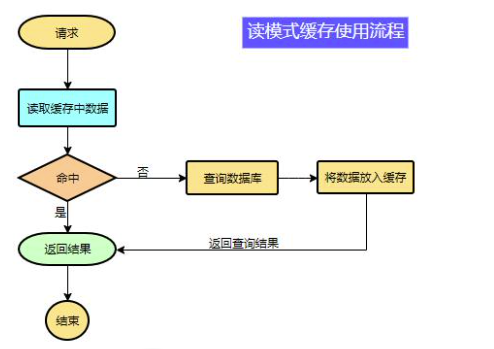 请求
读模式缓存使用流程
读取缓存中数据
命中
否
查询数据库
将数据放入缓存
是
返回结果
返回查询结果
结束